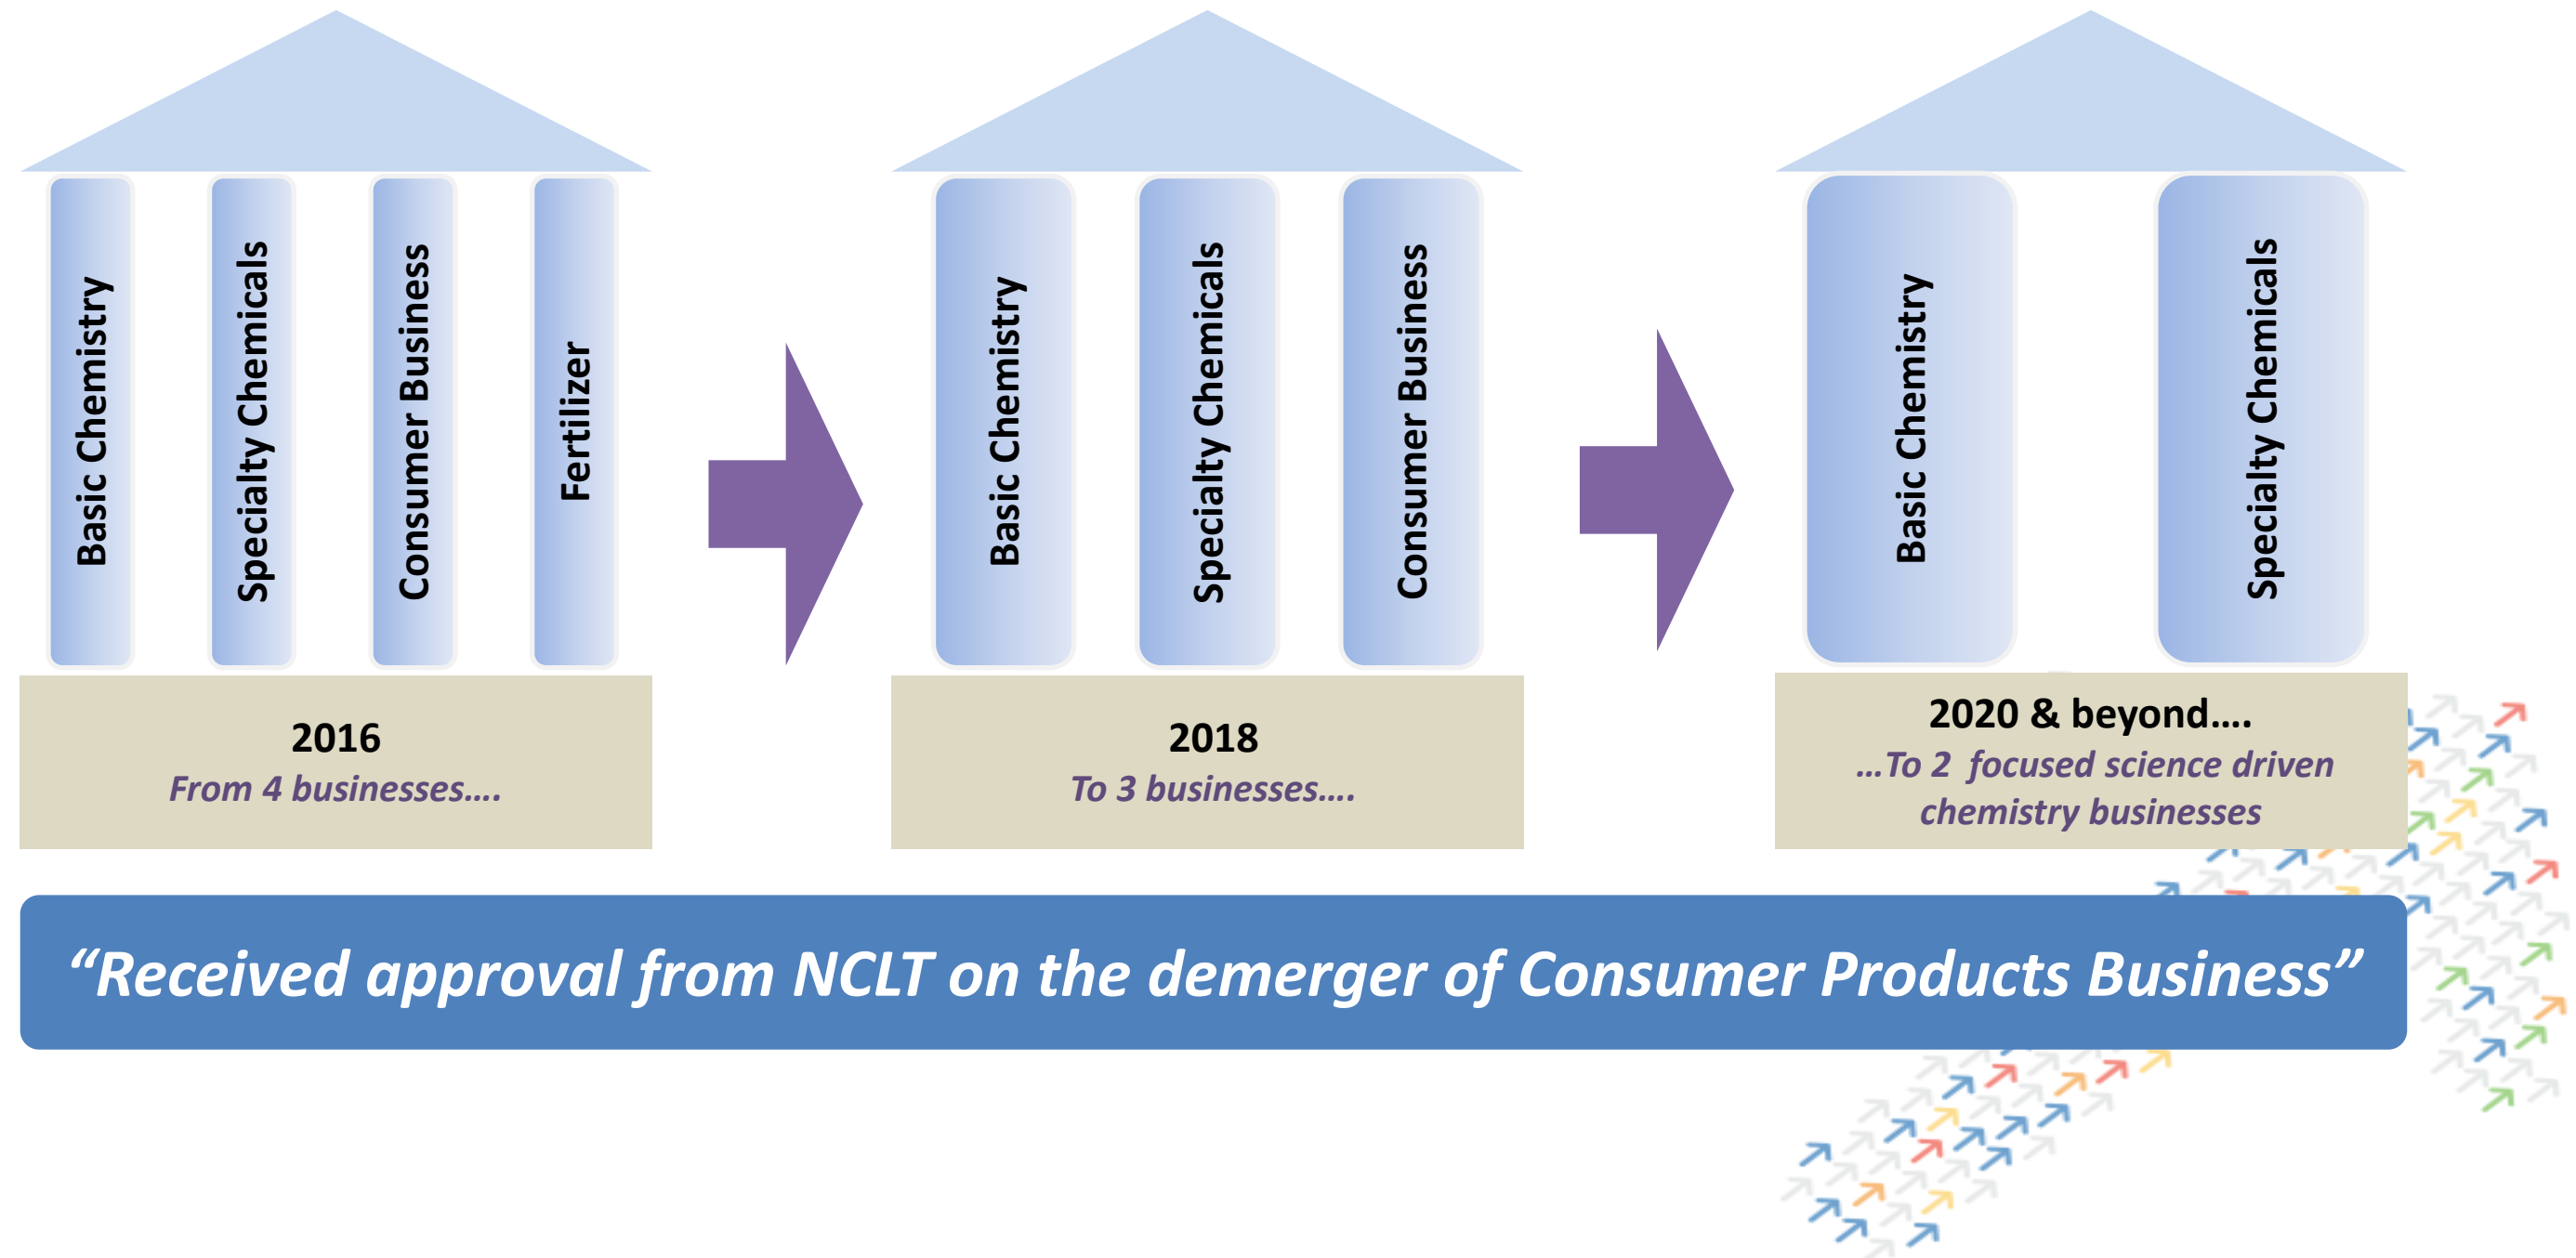 Basic Chemistry
Specialty Chemicals
Consumer Business
Fertilizer
2016
From 4 businesses….
Basic Chemistry
Specialty Chemicals
Consumer Business
2018
To 3 businesses….
Basic Chemistry
Specialty Chemicals
2020 & beyond….
…To 2  focused science driven
chemistry businesses
“Received approval from NCLT on the demerger of Consumer Products Business”